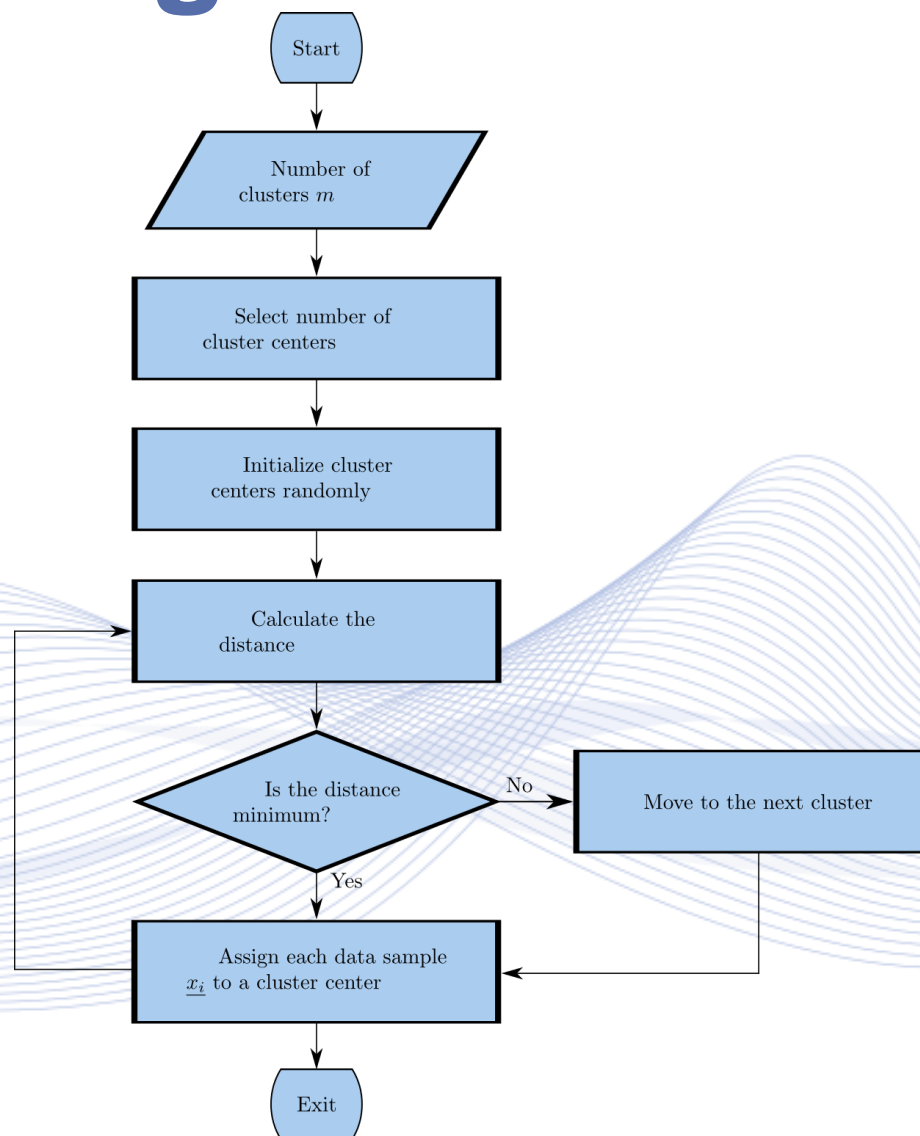 Start
Number of
clusters m
Select number of
cluster centers
Initialize cluster
centers randomly
Calculate the
distance
Is the distance
minimum?
No
Move to the next cluster
Yes
Assign each data sample
x_i to a cluster center
Exit